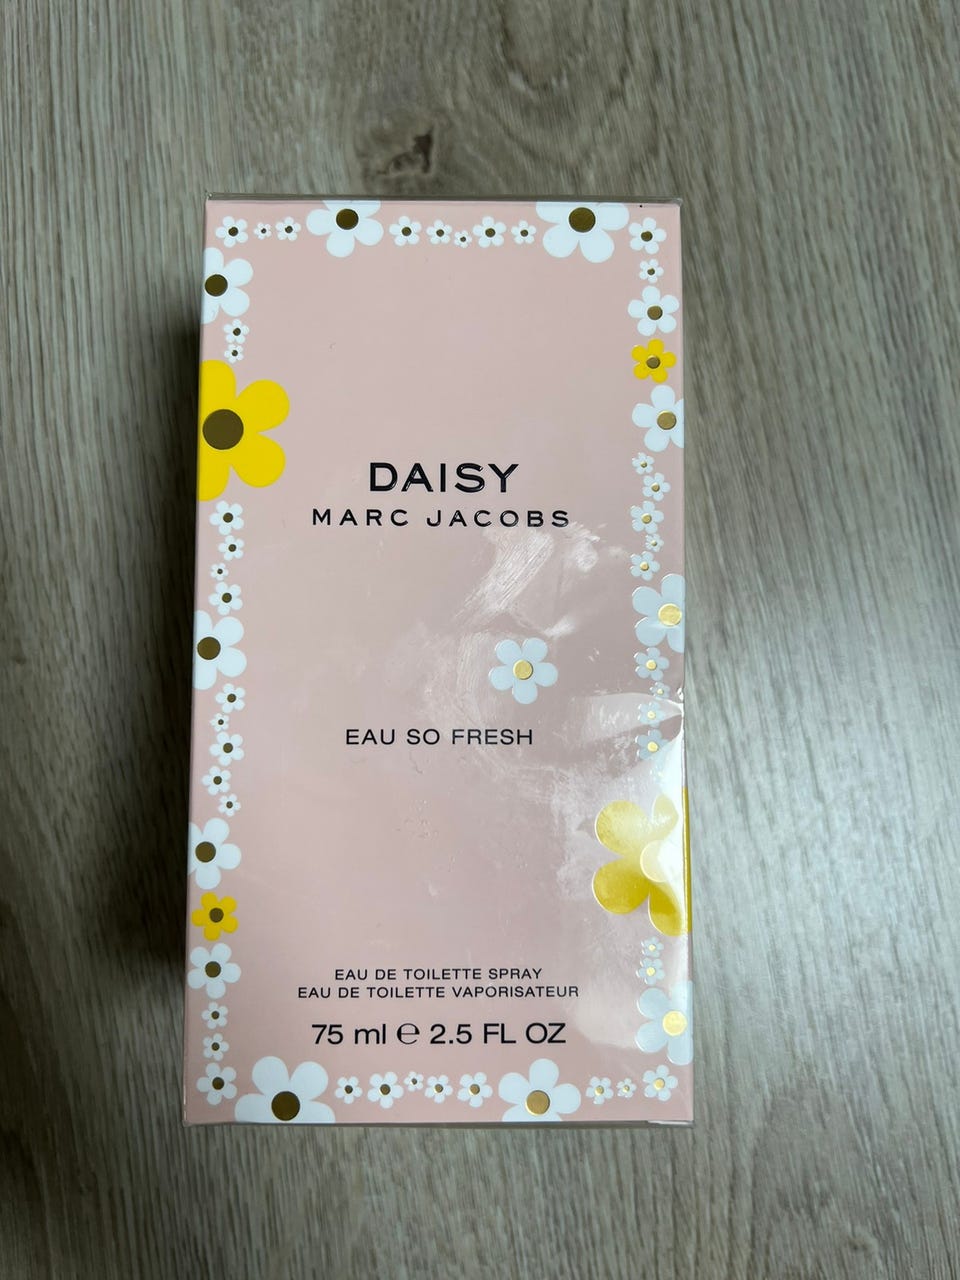 DAISY
MARC JACOBS
EAU SO FRESH
EAU DE TOILETTE SPRAY
EAU DE TOILETTE VAPORISATEUR
75 ml ℮ 2.5 FL OZ